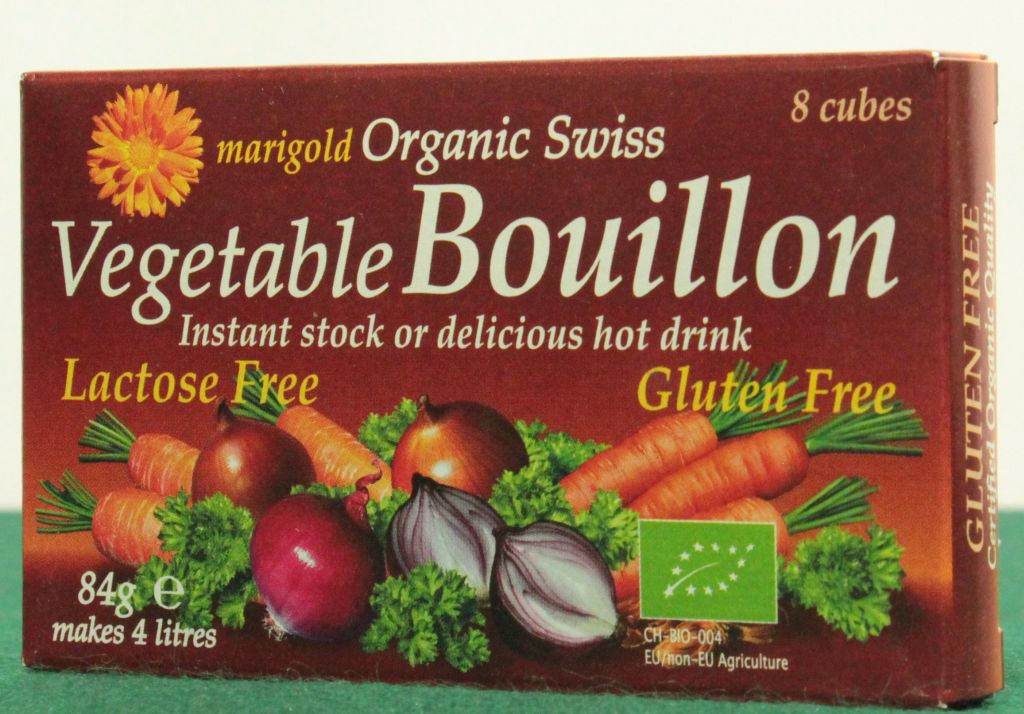 8 cubes
marigold Organic Swiss
Vegetable Bouillon
Instant stock or delicious hot drink
Lactose Free
Gluten Free
84g e
makes 4 litres
CH-BIO-004
EU/non-EU Agriculture
GLUTEN FREE
Certified Organic Quality